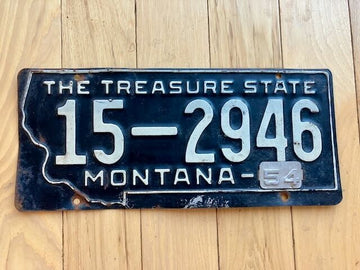 THE TREASURE STATE
15-2946
MONTANA-54